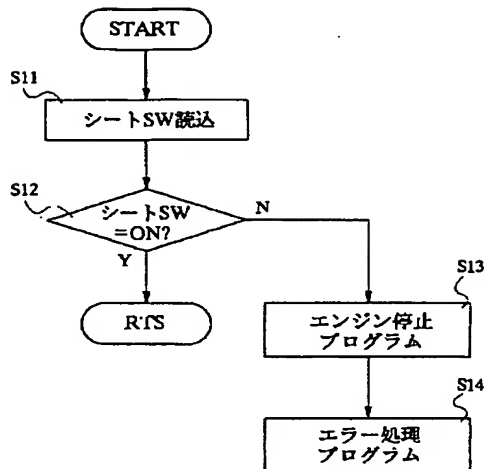 START
S11
シートSW読込
S12
シートSW
=ON?
N
Y
RTS
S13
エンジン停止
プログラム
S14
エラー処理
プログラム